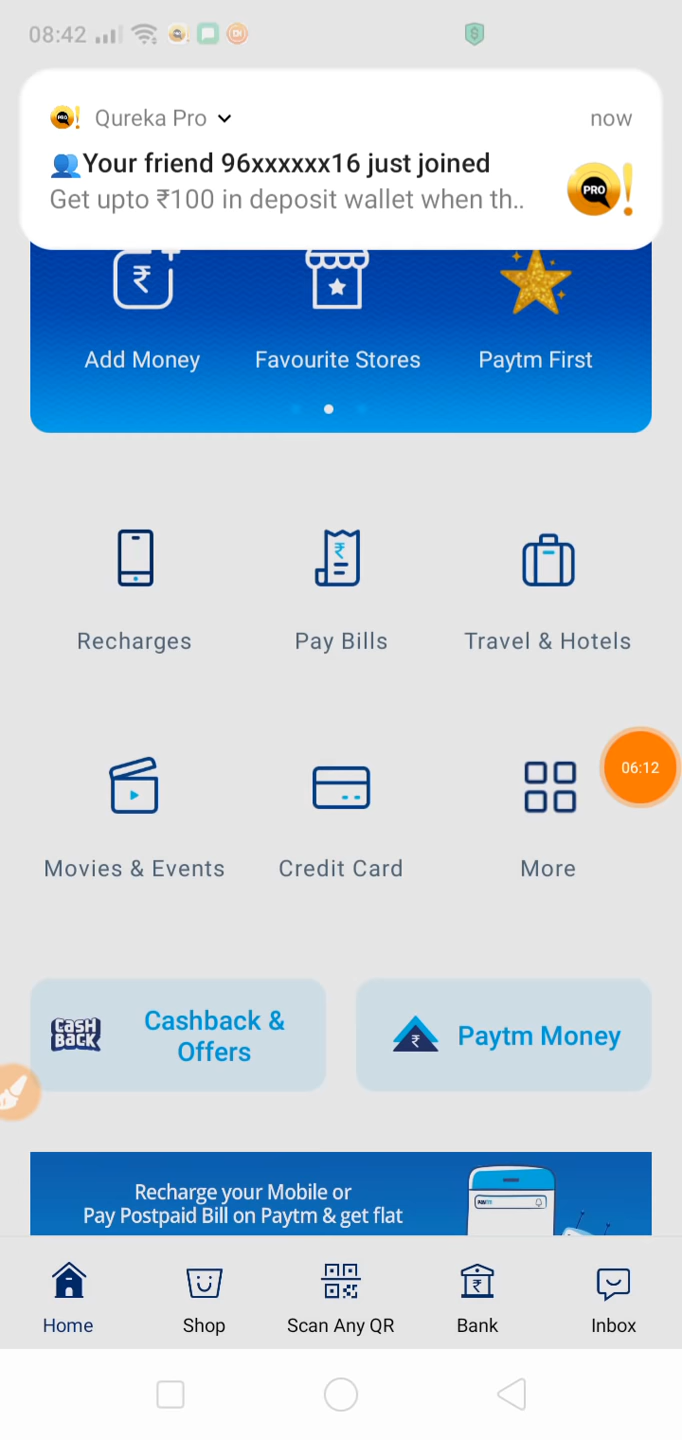 08:42
Qureka Pro
now
👥Your friend 96xxxxxx16 just joined
Get upto ₹100 in deposit wallet when th..
PRO
Add Money
Favourite Stores
Paytm First
Recharges
Pay Bills
Travel & Hotels
06:12
Movies & Events
Credit Card
More
CASH
BACK
Cashback &
Offers
Paytm Money
Recharge your Mobile or
Pay Postpaid Bill on Paytm & get flat
Home
Shop
Scan Any QR
Bank
Inbox